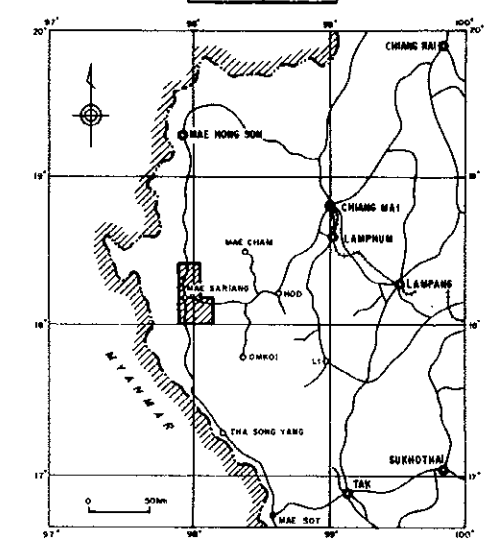 97° 98° 99° 100°
20°
CHIANG RAI
MAE HONG SON
19° 19°
CHIANG MAI
LAMPHUM
MAE CHAM
LAMPANG
MAE SARIANG
HOD
18° 18°
OMKOI
LI
MYANMAR
THA SONG YANG
SUKHOTHAI
17° 17°
TAK
0 50km
MAE SOT
97° 98° 99° 100°